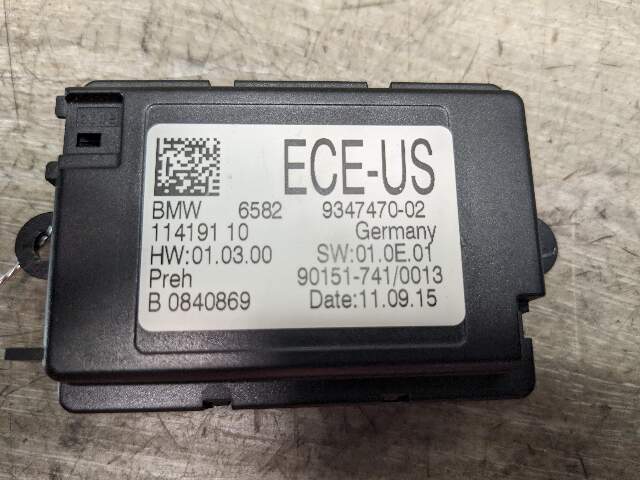 ECE-US
BMW 6582 9347470-02
114191 10 Germany
HW:01.03.00 SW:01.0E.01
Preh 90151-741/0013
B 0840869 Date:11.09.15